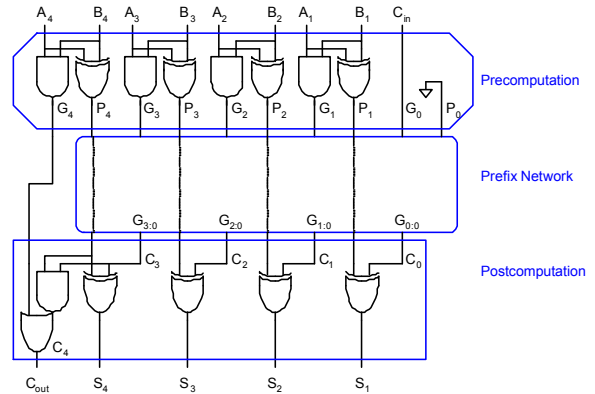 A4 B4 A3 B3 A2 B2 A1 B1 Cin
Precomputation
G4 P4 G3 P3 G2 P2 G1 P1 G0 P0
Prefix Network
G3:0 G2:0 G1:0 G0:0
C3 C2 C1 C0
Postcomputation
C4
Cout S4 S3 S2 S1